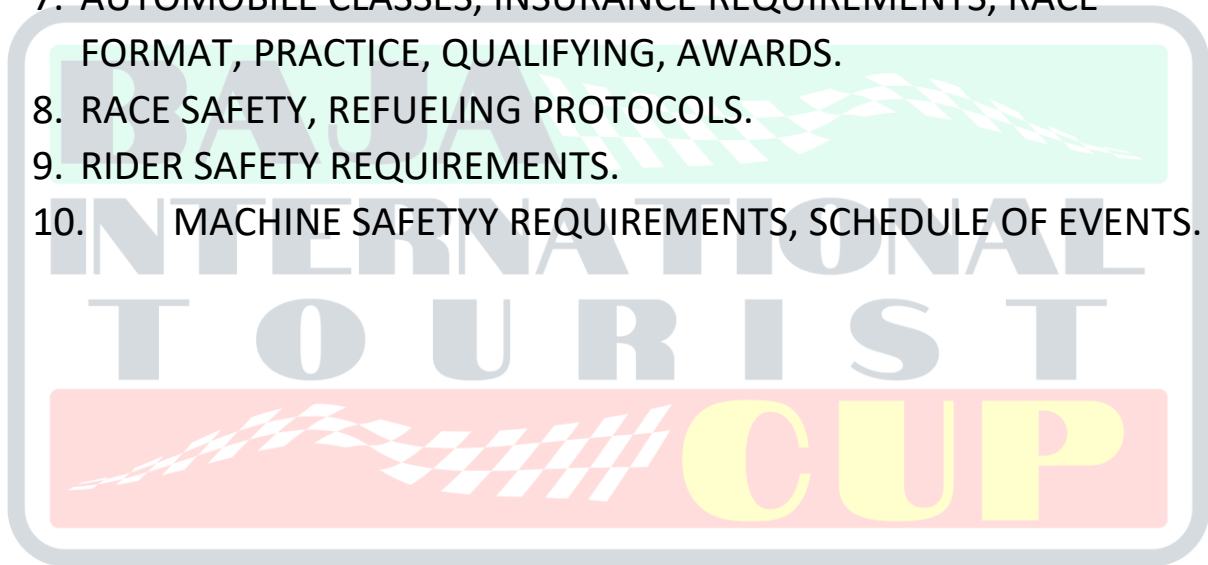 7. AUTOMOBILE CLASSES, INSURANCE REQUIREMENTS, RACE
FORMAT, PRACTICE, QUALIFYING, AWARDS.
8. RACE SAFETY, REFUELING PROTOCOLS.
9. RIDER SAFETY REQUIREMENTS.
10. MACHINE SAFETYY REQUIREMENTS, SCHEDULE OF EVENTS.
BAJA
INTERNATIONAL
TOURIST
CUP